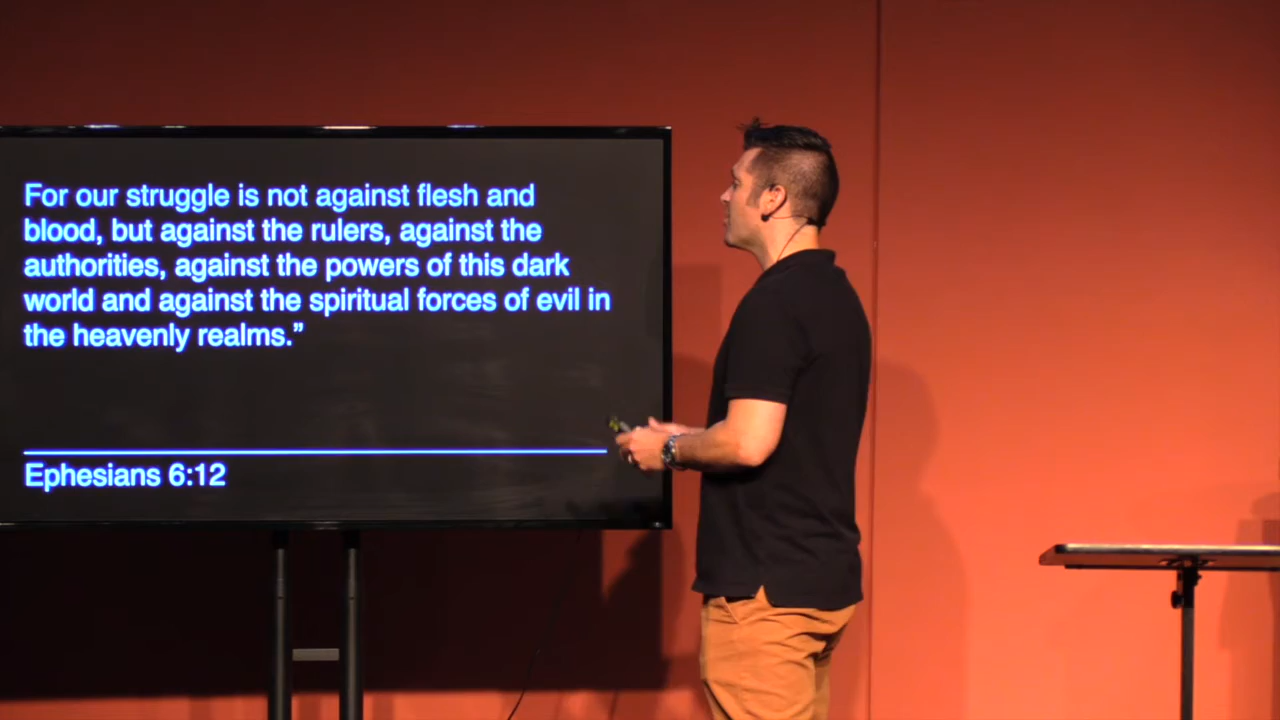 For our struggle is not against flesh and
blood, but against the rulers, against the
authorities, against the powers of this dark
world and against the spiritual forces of evil in
the heavenly realms.”
Ephesians 6:12